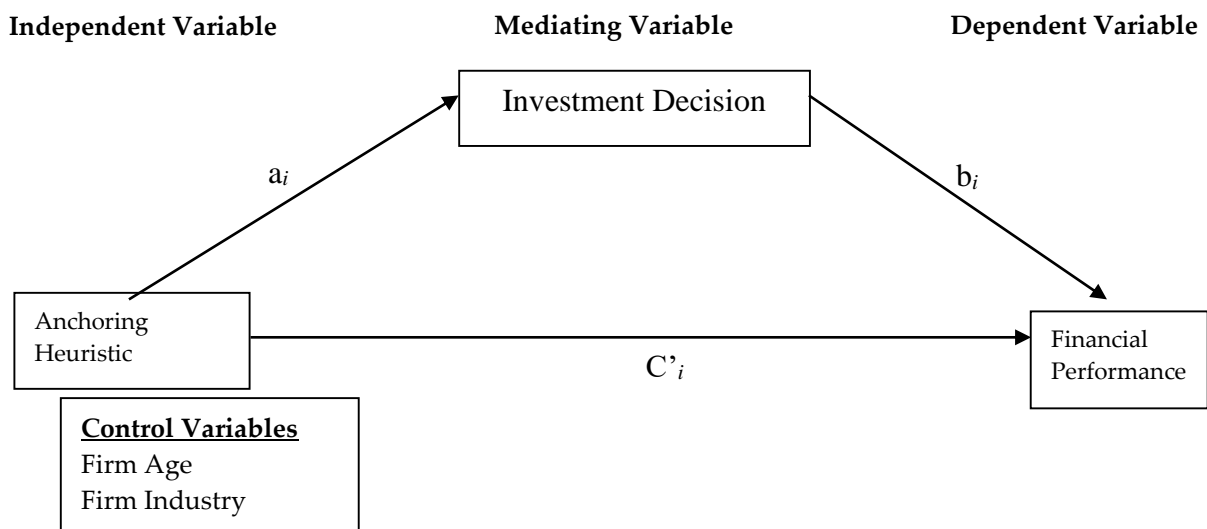 Independent Variable
Mediating Variable
Dependent Variable
Investment Decision
ai
bi
Anchoring
Heuristic
C’i
Financial
Performance
Control Variables
Firm Age
Firm Industry